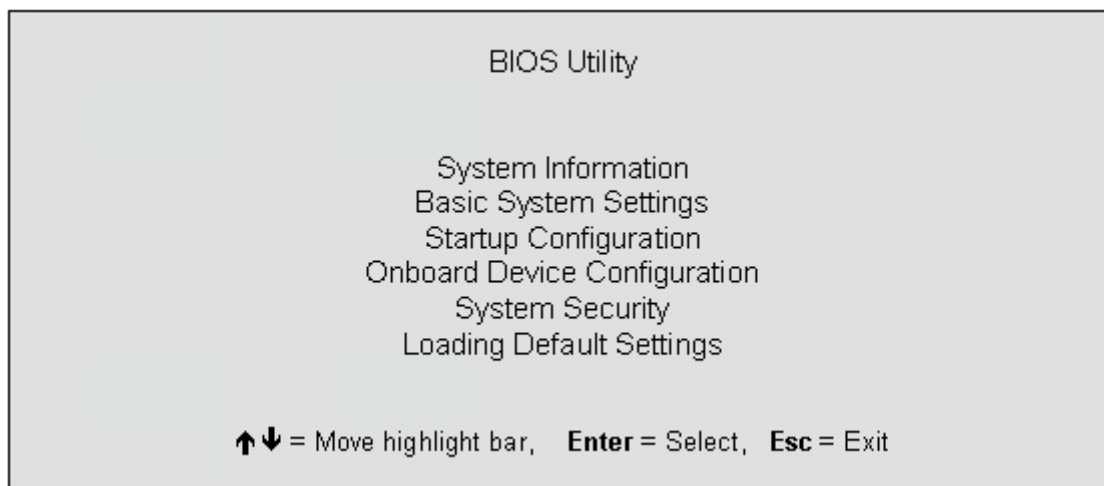 BIOS Utility
System Information
Basic System Settings
Startup Configuration
Onboard Device Configuration
System Security
Loading Default Settings
↑ ↓ = Move highlight bar, Enter = Select, Esc = Exit